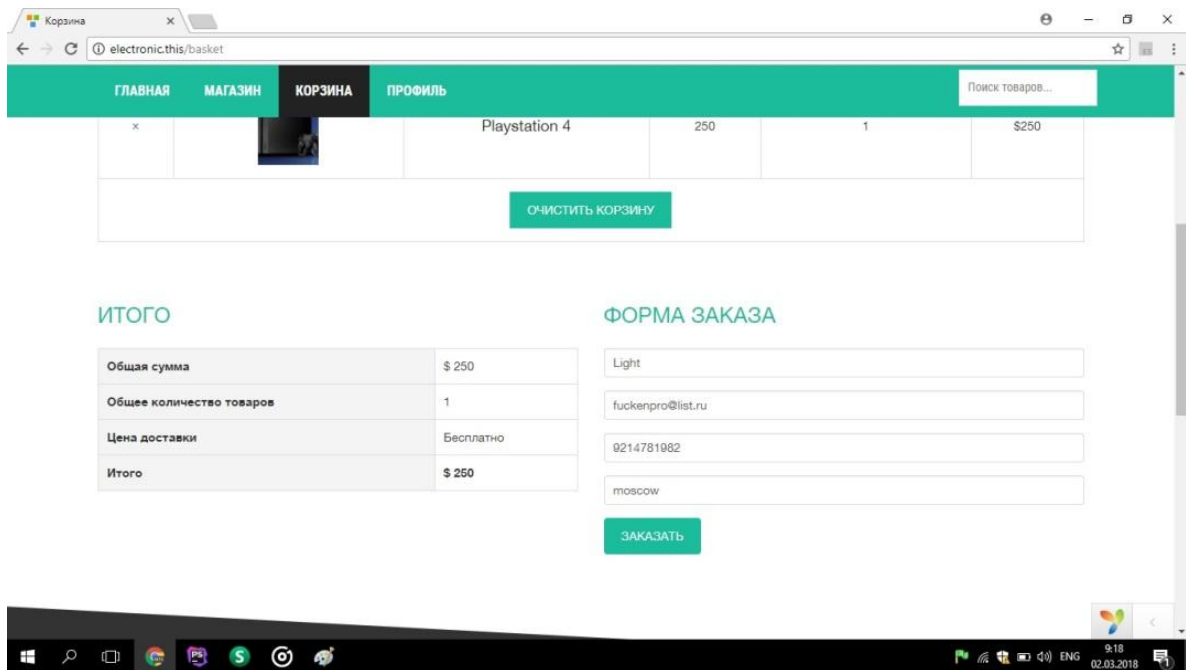 Корзина
electronic.this/basket
ГЛАВНАЯ МАГАЗИН КОРЗИНА ПРОФИЛЬ Поиск товаров...
× Playstation 4 250 1 $250
ОЧИСТИТЬ КОРЗИНУ
ИТОГО
Общая сумма $ 250
Общее количество товаров 1
Цена доставки Бесплатно
Итого $ 250
ФОРМА ЗАКАЗА
Light
fuckenpro@list.ru
9214781982
moscow
ЗАКАЗАТЬ
PS S ENG 9:18
02.03.2018